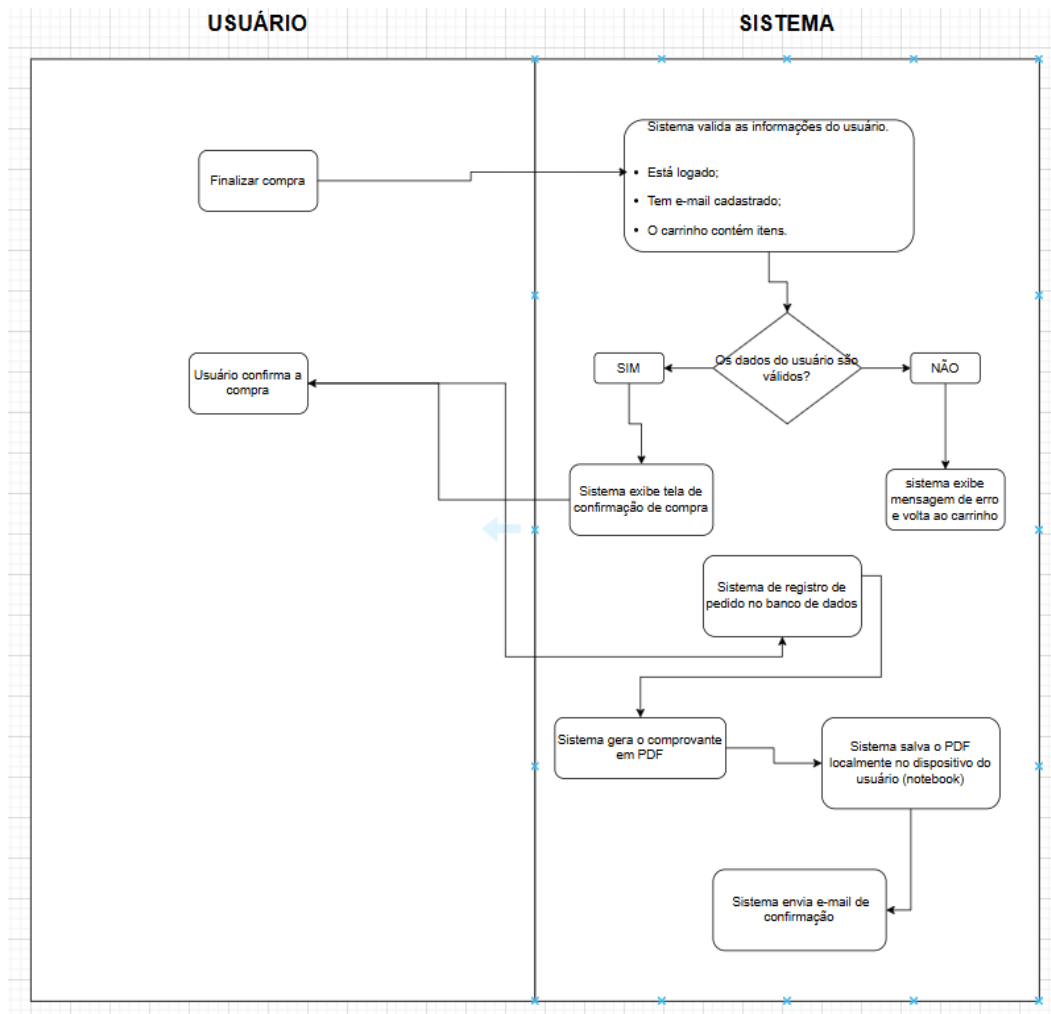 USUÁRIO
SISTEMA
Finalizar compra
Sistema valida as informações do usuário.
• Está logado;
• Tem e-mail cadastrado;
• O carrinho contém itens.
Os dados do usuário são
válidos?
SIM
NÃO
Usuário confirma a
compra
Sistema exibe tela de
confirmação de compra
sistema exibe
mensagem de erro
e volta ao carrinho
Sistema de registro de
pedido no banco de dados
Sistema gera o comprovante
em PDF
Sistema salva o PDF
localmente no dispositivo do
usuário (notebook)
Sistema envia e-mail de
confirmação